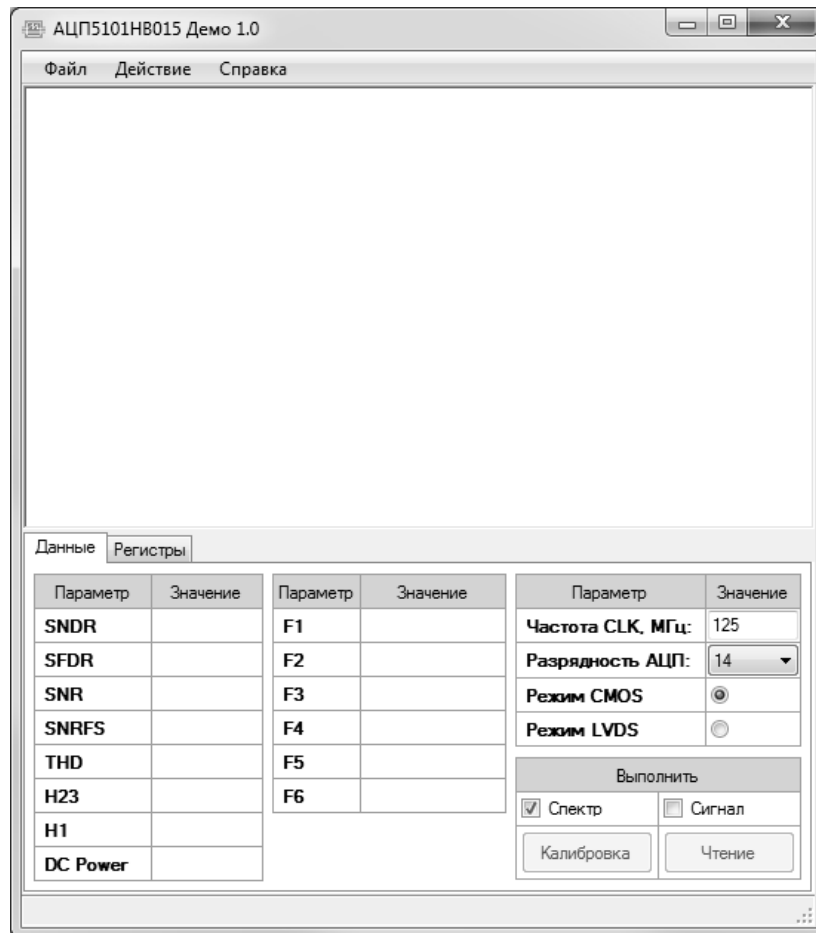 АЦП5101НВ015 Демо 1.0
Файл Действие Справка
Данные Регистры
Параметр Значение
SNDR
SFDR
SNR
SNRFS
THD
H23
H1
DC Power
Параметр Значение
F1
F2
F3
F4
F5
F6
Параметр Значение
Частота CLK, МГц: 125
Разрядность АЦП: 14
Режим CMOS
Режим LVDS
Выполнить
Спектр Сигнал
Калибровка Чтение